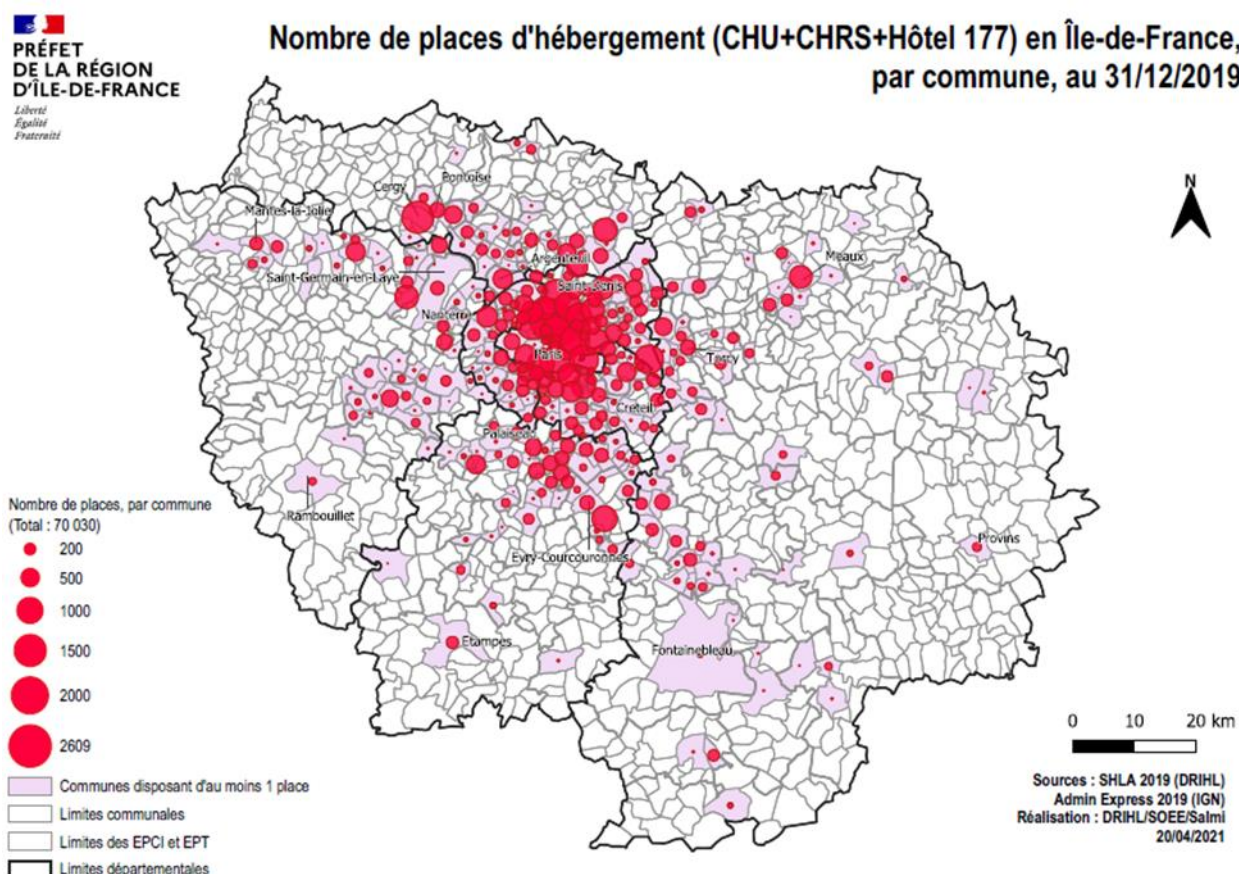 PRÉFET
DE LA RÉGION
D'ÎLE-DE-FRANCE
Liberté
Égalité
Fraternité
Nombre de places d'hébergement (CHU+CHRS+Hôtel 177) en Île-de-France,
par commune, au 31/12/2019
N
Pontoise
Cergy
Mantes-la-Jolie
Argenteuil
Meaux
Saint-Germain-en-Laye
Saint-Denis
Nanterre
Paris
Torcy
Créteil
Palaiseau
Rambouillet
Evry-Courcouronnes
Provins
Etampes
Fontainebleau
Nombre de places, par commune
(Total : 70 030)
200
500
1000
1500
2000
2609
Communes disposant d'au moins 1 place
Limites communales
Limites des EPCI et EPT
Limites départementales
0 10 20 km
Sources : SHLA 2019 (DRIHL)
Admin Express 2019 (IGN)
Réalisation : DRIHL/SOEE/Salmi
20/04/2021